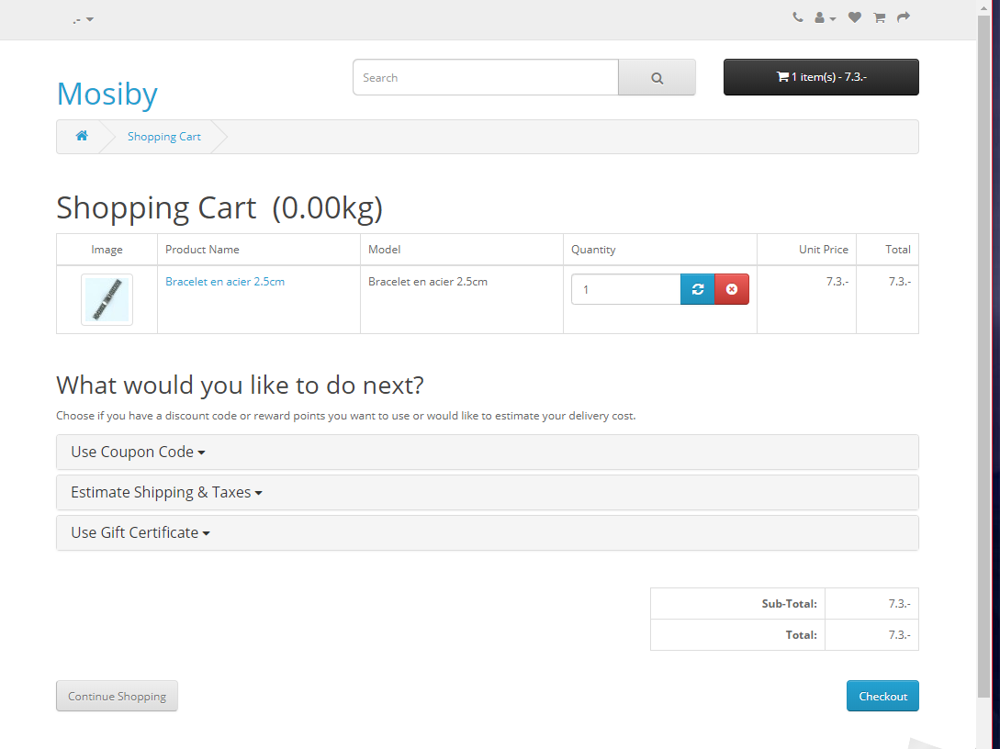 .-
Search
1 item(s) - 7.3.-
Mosiby
Shopping Cart
Shopping Cart (0.00kg)
Image Product Name Model Quantity Unit Price Total
Bracelet en acier 2.5cm Bracelet en acier 2.5cm 1 7.3.- 7.3.-
What would you like to do next?
Choose if you have a discount code or reward points you want to use or would like to estimate your delivery cost.
Use Coupon Code
Estimate Shipping & Taxes
Use Gift Certificate
Sub-Total: 7.3.-
Total: 7.3.-
Continue Shopping Checkout